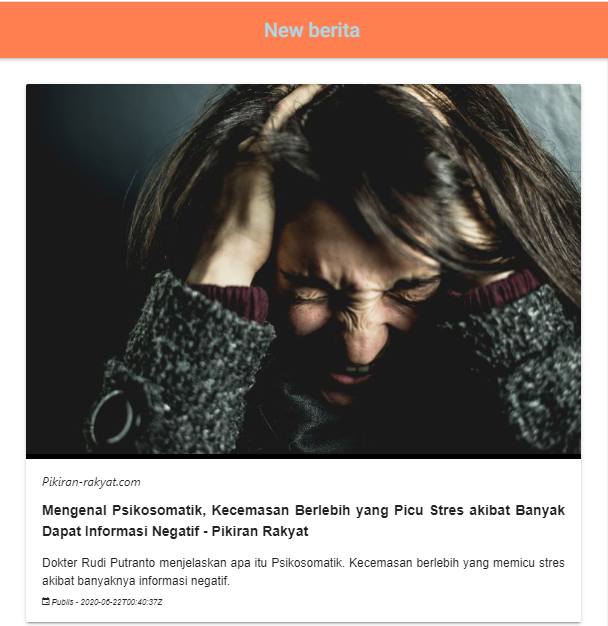 New berita
Pikiran-rakyat.com
Mengenal Psikosomatik, Kecemasan Berlebih yang Picu Stres akibat Banyak
Dapat Informasi Negatif - Pikiran Rakyat
Dokter Rudi Putranto menjelaskan apa itu Psikosomatik. Kecemasan berlebih yang memicu stres
akibat banyaknya informasi negatif.
Publis - 2020-06-22T00:40:37Z